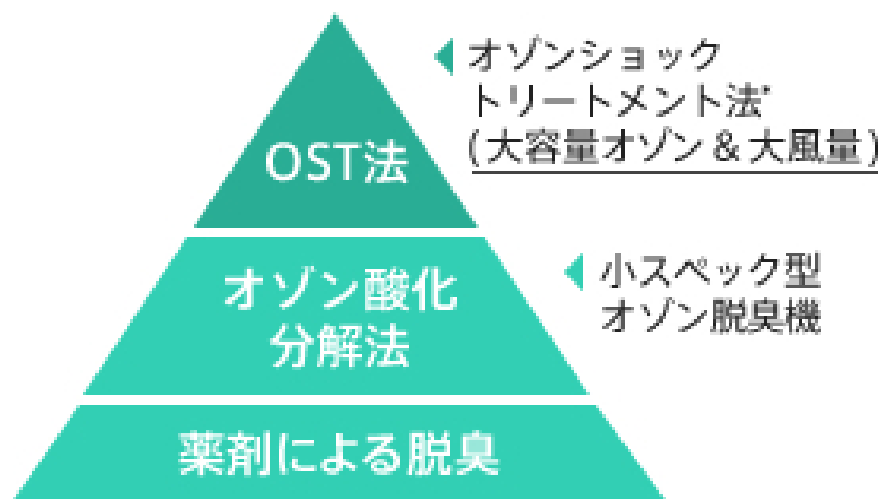 オゾンショック
トリートメント法*
(大容量オゾン & 大風量)
OST法
小スペック型
オゾン脱臭機
オゾン酸化
分解法
薬剤による脱臭